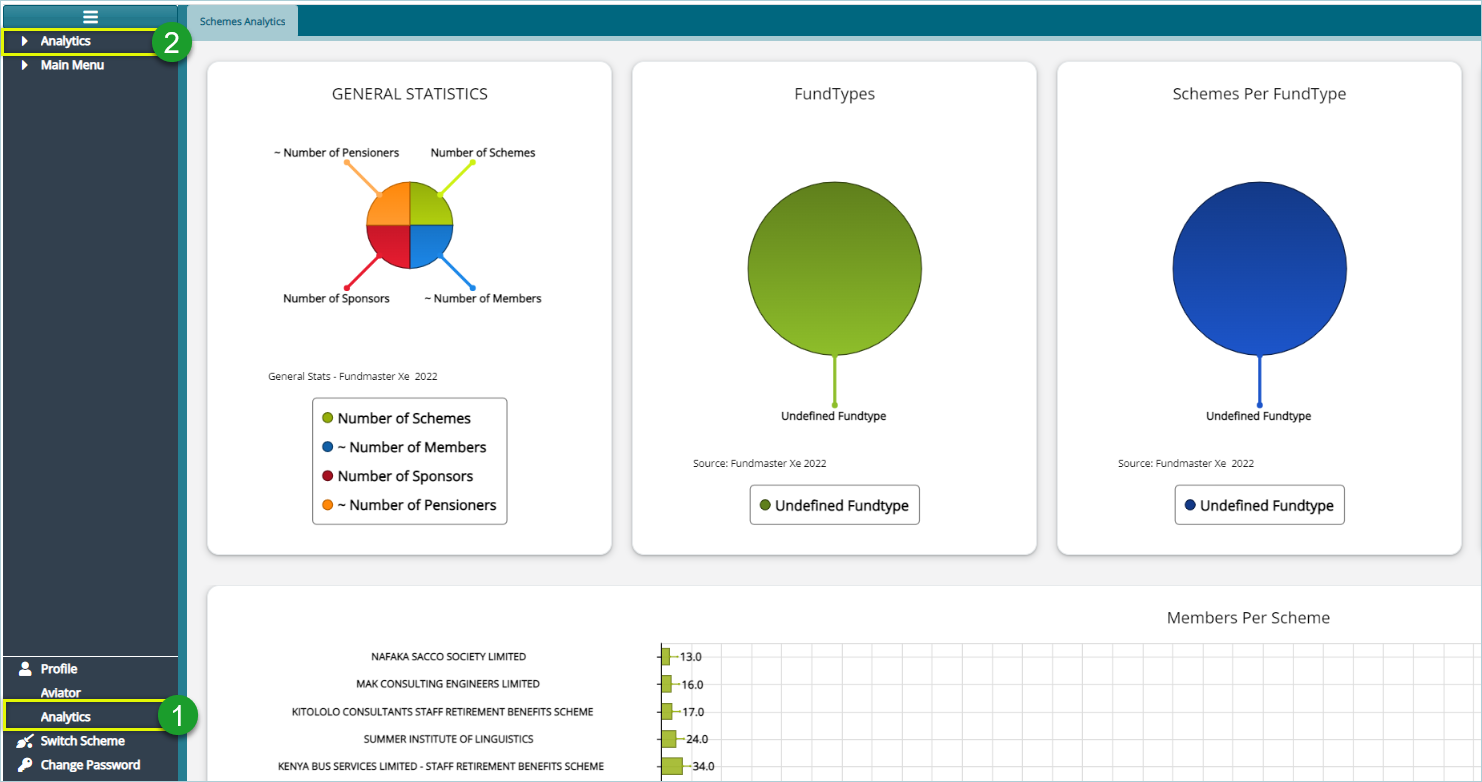 Schemes Analytics
Analytics
2
Main Menu
GENERAL STATISTICS
~ Number of Pensioners
Number of Schemes
Number of Sponsors
~ Number of Members
General Stats - Fundmaster Xe 2022
Number of Schemes
~ Number of Members
Number of Sponsors
~ Number of Pensioners
FundTypes
Undefined Fundtype
Source: Fundmaster Xe 2022
Undefined Fundtype
Schemes Per FundType
Undefined Fundtype
Source: Fundmaster Xe 2022
Undefined Fundtype
Members Per Scheme
NAFAKA SACCO SOCIETY LIMITED 13.0
MAK CONSULTING ENGINEERS LIMITED 16.0
KITOLOLO CONSULTANTS STAFF RETIREMENT BENEFITS SCHEME 17.0
SUMMER INSTITUTE OF LINGUISTICS 24.0
KENYA BUS SERVICES LIMITED - STAFF RETIREMENT BENEFITS SCHEME 34.0
Profile
Aviator
Analytics
1
Switch Scheme
Change Password